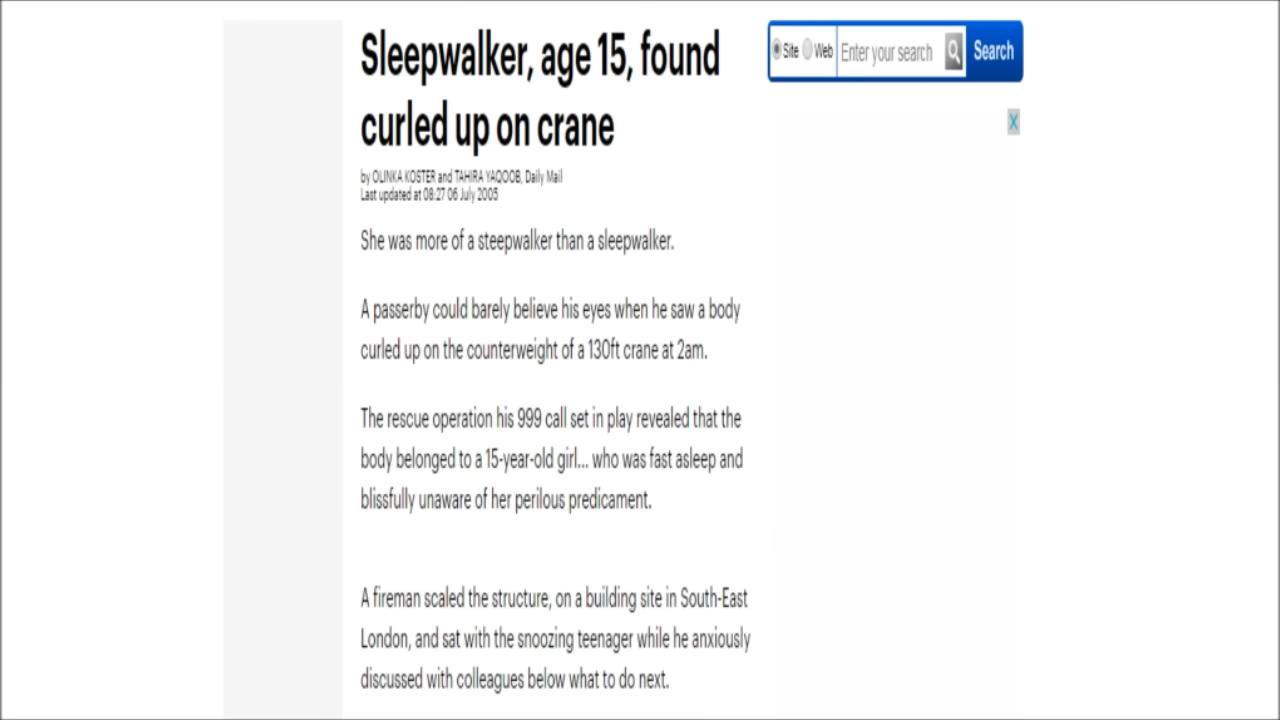 Sleepwalker, age 15, found
curled up on crane
by OLINKA KOSTER and TAHIRA YAQOOB, Daily Mail
Last updated at 08:27 06 July 2005
She was more of a steepwalker than a sleepwalker.
A passerby could barely believe his eyes when he saw a body
curled up on the counterweight of a 130ft crane at 2am.
The rescue operation his 999 call set in play revealed that the
body belonged to a 15-year-old girl... who was fast asleep and
blissfully unaware of her perilous predicament.
A fireman scaled the structure, on a building site in South-East
London, and sat with the snoozing teenager while he anxiously
discussed with colleagues below what to do next.
Site Web Enter your search Search
X